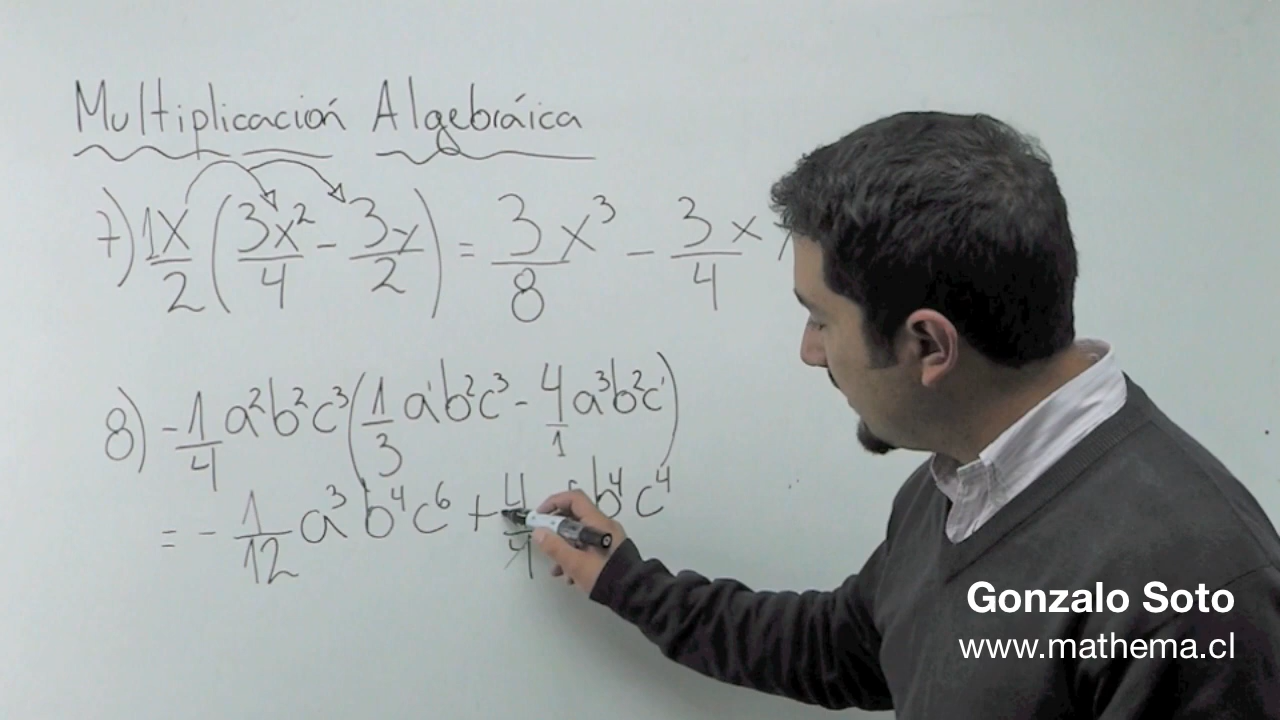 Multiplicación Algebráica
7) 1x/2 (3x²/4 - 3y/2) = 3/8 x³ - 3/4 xy
8) -1/4 a²b²c³ (1/3 a¹b²c³ - 4/1 a³b²c¹)
= - 1/12 a³b⁴c⁶ + 4/4 b⁴c⁴
Gonzalo Soto
www.mathema.cl